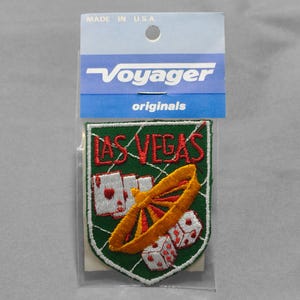 MADE IN U.S.A.
Voyager
originals
LAS VEGAS